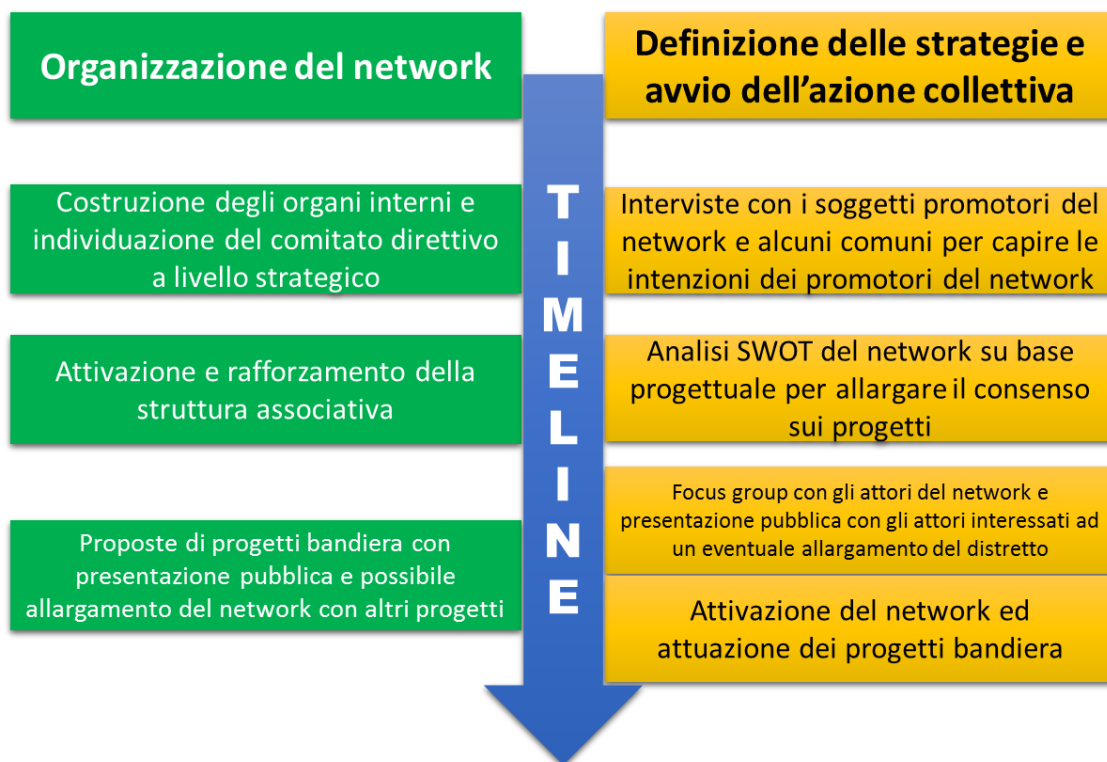 Organizzazione del network
Costruzione degli organi interni e
individuazione del comitato direttivo
a livello strategico
Attivazione e rafforzamento della
struttura associativa
Proposte di progetti bandiera con
presentazione pubblica e possibile
allargamento del network con altri progetti
TIMELINE
Definizione delle strategie e
avvio dell'azione collettiva
Interviste con i soggetti promotori del
network e alcuni comuni per capire le
intenzioni dei promotori del network
Analisi SWOT del network su base
progettuale per allargare il consenso
sui progetti
Focus group con gli attori del network e
presentazione pubblica con gli attori interessati ad
un eventuale allargamento del distretto
Attivazione del network ed
attuazione dei progetti bandiera